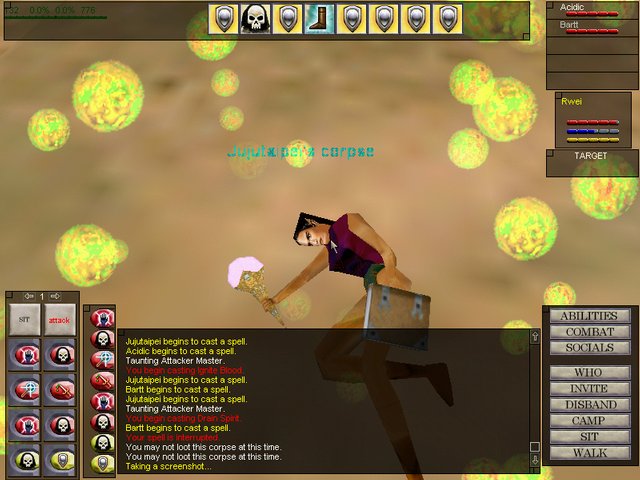 0.0% 0.0% 776
Acidic
Bartt
Rwei
TARGET
Jujutaipei's corpse
1
SIT
attack
Jujutaipei begins to cast a spell.
Acidic begins to cast a spell.
Taunting Attacker Master.
You begin casting Ignite Blood.
Jujutaipei begins to cast a spell.
Bartt begins to cast a spell.
Jujutaipei begins to cast a spell.
Taunting Attacker Master.
You begin casting Drain Spirit.
Bartt begins to cast a spell.
Your spell is interrupted.
You may not loot this corpse at this time.
You may not loot this corpse at this time.
Taking a screenshot...
ABILITIES
COMBAT
SOCIALS
WHO
INVITE
DISBAND
CAMP
SIT
WALK